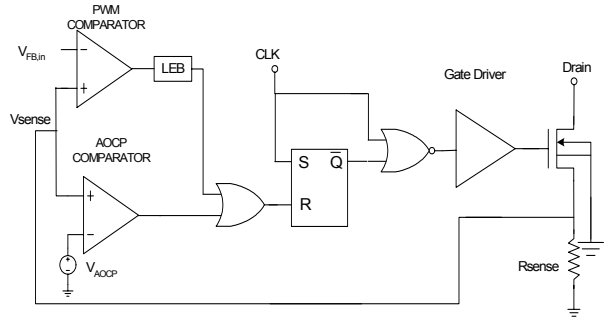 PWM
COMPARATOR
V_FB,in
LEB
CLK
Gate Driver
Drain
Vsense
AOCP
COMPARATOR
S
Q̅
R
V_AOCP
Rsense